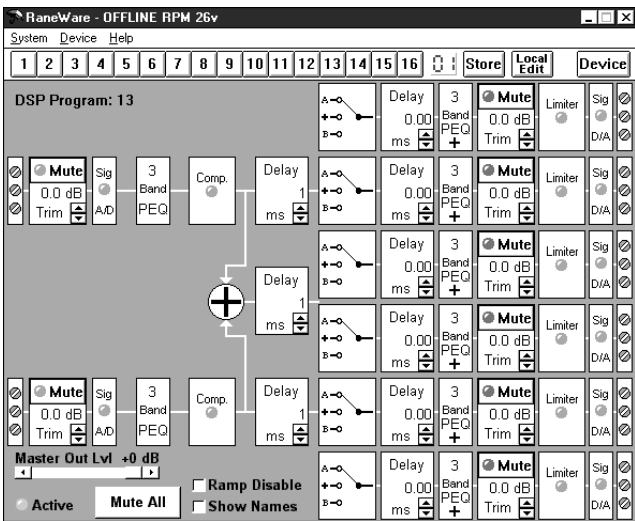 RaneWare - OFFLINE RPM 26v
System Device Help
1 2 3 4 5 6 7 8 9 10 11 12 13 14 15 16 01 Store Local Edit Device
DSP Program: 13
A + B Delay 0.00 ms 3 Band PEQ + Mute 0.0 dB Trim Limiter Sig D/A
Mute 0.0 dB Trim Sig A/D 3 Band PEQ Comp. Delay 1 ms A + B Delay 0.00 ms 3 Band PEQ + Mute 0.0 dB Trim Limiter Sig D/A
A + B Delay 0.00 ms 3 Band PEQ + Mute 0.0 dB Trim Limiter Sig D/A
Delay 1 ms
A + B Delay 0.00 ms 3 Band PEQ + Mute 0.0 dB Trim Limiter Sig D/A
Mute 0.0 dB Trim Sig A/D 3 Band PEQ Comp. Delay 1 ms A + B Delay 0.00 ms 3 Band PEQ + Mute 0.0 dB Trim Limiter Sig D/A
Master Out Lvl +0 dB
A + B Delay 0.00 ms 3 Band PEQ + Mute 0.0 dB Trim Limiter Sig D/A
Active Mute All Ramp Disable
Show Names